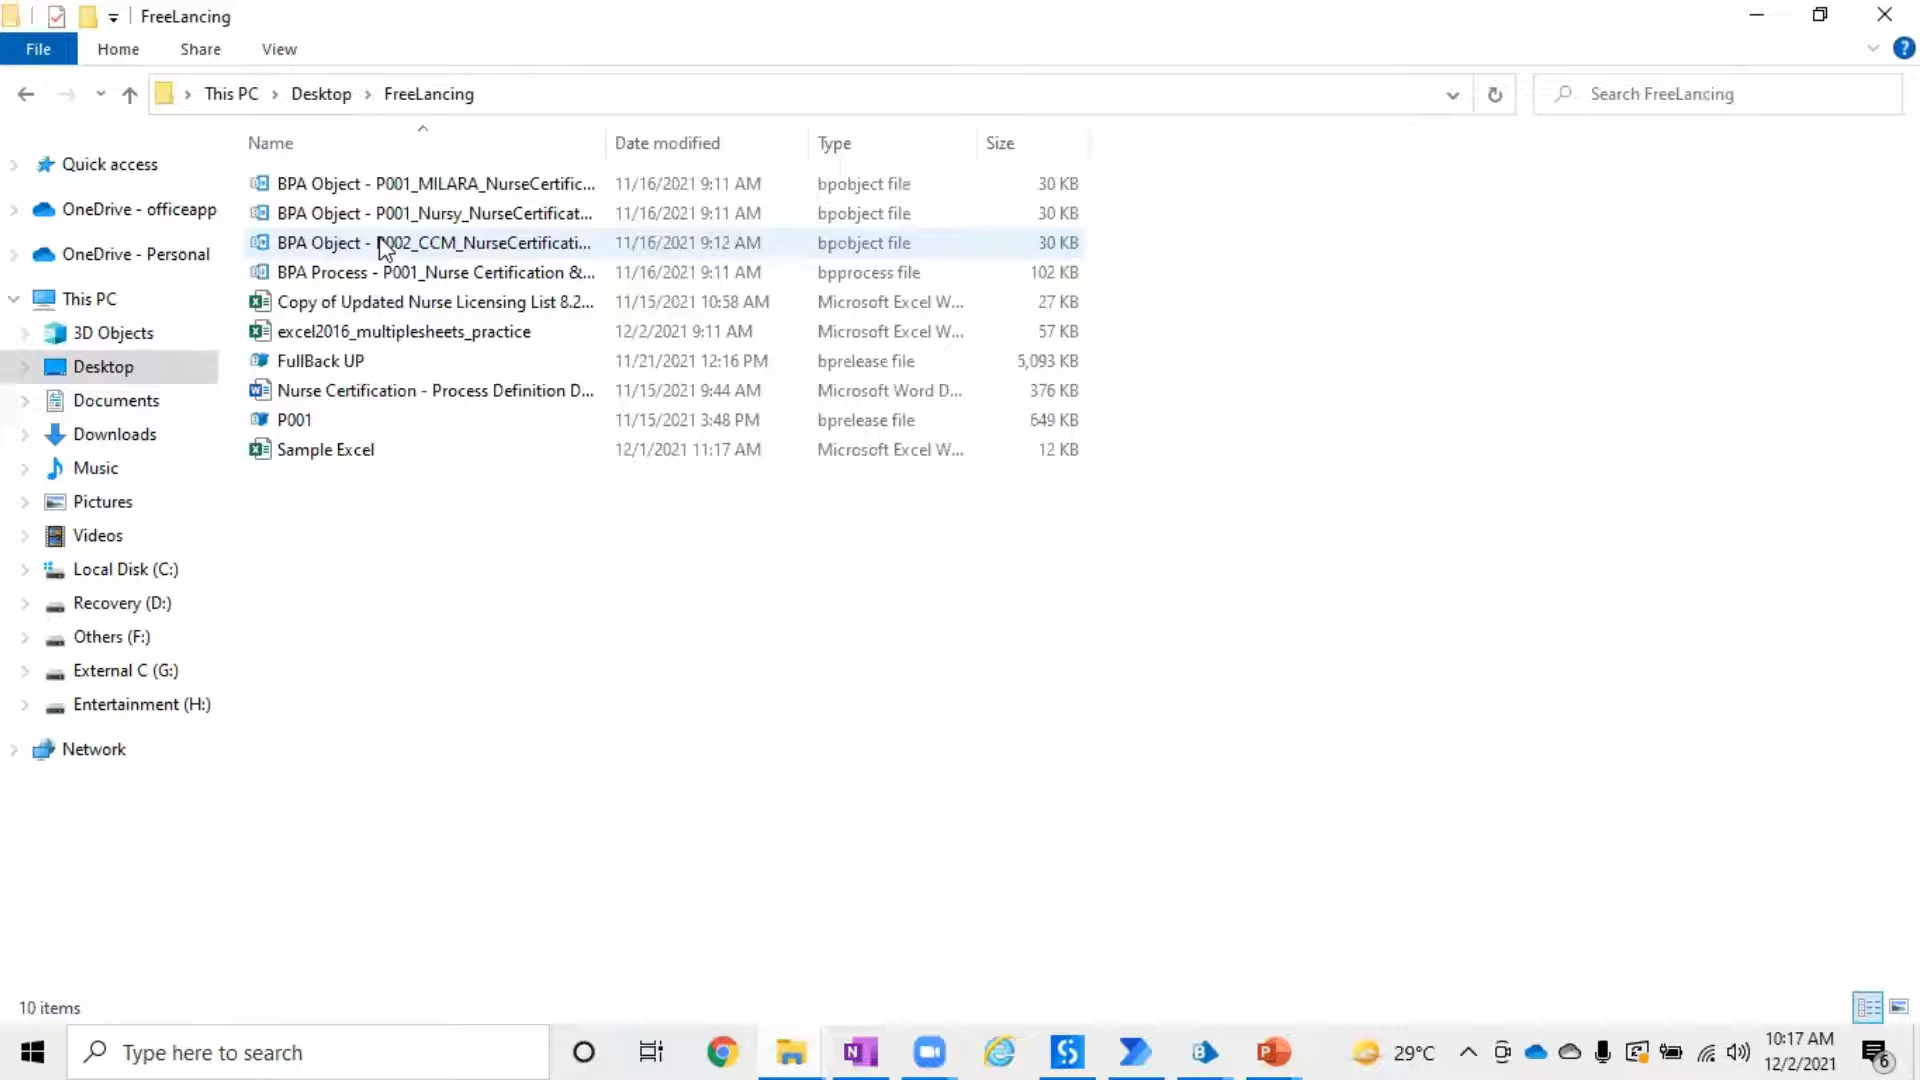 FreeLancing
File Home Share View
This PC Desktop FreeLancing Search FreeLancing
Name Date modified Type Size
Quick access
OneDrive - officeapp
OneDrive - Personal
This PC
3D Objects
Desktop
Documents
Downloads
Music
Pictures
Videos
Local Disk (C:)
Recovery (D:)
Others (F:)
External C (G:)
Entertainment (H:)
Network
BPA Object - P001_MILARA_NurseCertific... 11/16/2021 9:11 AM bpobject file 30 KB
BPA Object - P001_Nursy_NurseCertificat... 11/16/2021 9:11 AM bpobject file 30 KB
BPA Object - P002_CCM_NurseCertificati... 11/16/2021 9:12 AM bpobject file 30 KB
BPA Process - P001_Nurse Certification &... 11/16/2021 9:11 AM bpprocess file 102 KB
Copy of Updated Nurse Licensing List 8.2... 11/15/2021 10:58 AM Microsoft Excel W... 27 KB
excel2016_multiplesheets_practice 12/2/2021 9:11 AM Microsoft Excel W... 57 KB
FullBack UP 11/21/2021 12:16 PM bprelease file 5,093 KB
Nurse Certification - Process Definition D... 11/15/2021 9:44 AM Microsoft Word D... 376 KB
P001 11/15/2021 3:48 PM bprelease file 649 KB
Sample Excel 12/1/2021 11:17 AM Microsoft Excel W... 12 KB
10 items
Type here to search
29°C
10:17 AM
12/2/2021
6